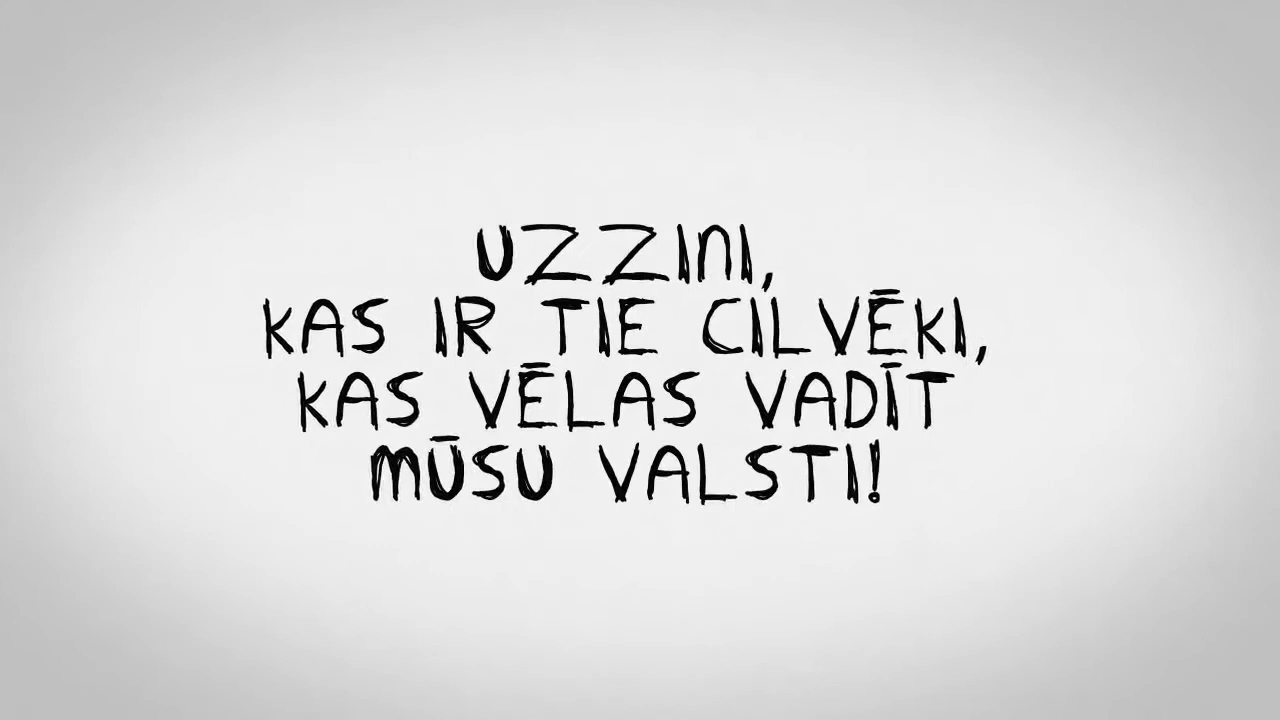 UZZINI,
KAS IR TIE CILVĒKI,
KAS VĒLAS VADĪT
MŪSU VALSTI!